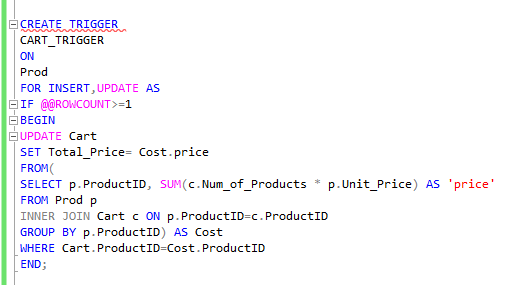 CREATE TRIGGER
CART_TRIGGER
ON
Prod
FOR INSERT,UPDATE AS
IF @@ROWCOUNT>=1
BEGIN
UPDATE Cart
SET Total_Price= Cost.price
FROM(
SELECT p.ProductID, SUM(c.Num_of_Products * p.Unit_Price) AS 'price'
FROM Prod p
INNER JOIN Cart c ON p.ProductID=c.ProductID
GROUP BY p.ProductID) AS Cost
WHERE Cart.ProductID=Cost.ProductID
END;